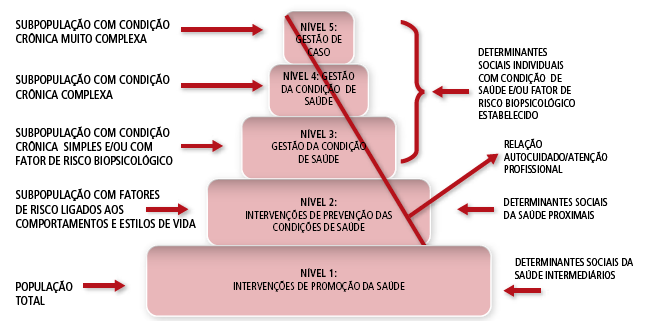 SUBPOPULAÇÃO COM CONDIÇÃO
CRÔNICA MUITO COMPLEXA
SUBPOPULAÇÃO COM CONDIÇÃO
CRÔNICA COMPLEXA
SUBPOPULAÇÃO COM CONDIÇÃO
CRÔNICA SIMPLES E/OU COM
FATOR DE RISCO BIOPSICOLÓGICO
SUBPOPULAÇÃO COM FATORES
DE RISCO LIGADOS AOS
COMPORTAMENTOS E ESTILOS DE VIDA
POPULAÇÃO
TOTAL
NÍVEL 5:
GESTÃO DE
CASO
NÍVEL 4: GESTÃO
DA CONDIÇÃO DE
SAÚDE
NÍVEL 3:
GESTÃO DA CONDIÇÃO
DE SAÚDE
NÍVEL 2:
INTERVENÇÕES DE PREVENÇÃO DAS
CONDIÇÕES DE SAÚDE
NÍVEL 1:
INTERVENÇÕES DE PROMOÇÃO DA SAÚDE
DETERMINANTES
SOCIAIS INDIVIDUAIS
COM CONDIÇÃO DE
SAÚDE E/OU FATOR DE
RISCO BIOPSICOLÓGICO
ESTABELECIDO
RELAÇÃO
AUTOCUIDADO/ATENÇÃO
PROFISSIONAL
DETERMINANTES SOCIAIS
DA SAÚDE PROXIMAIS
DETERMINANTES SOCIAIS DA
SAÚDE INTERMEDIÁRIOS